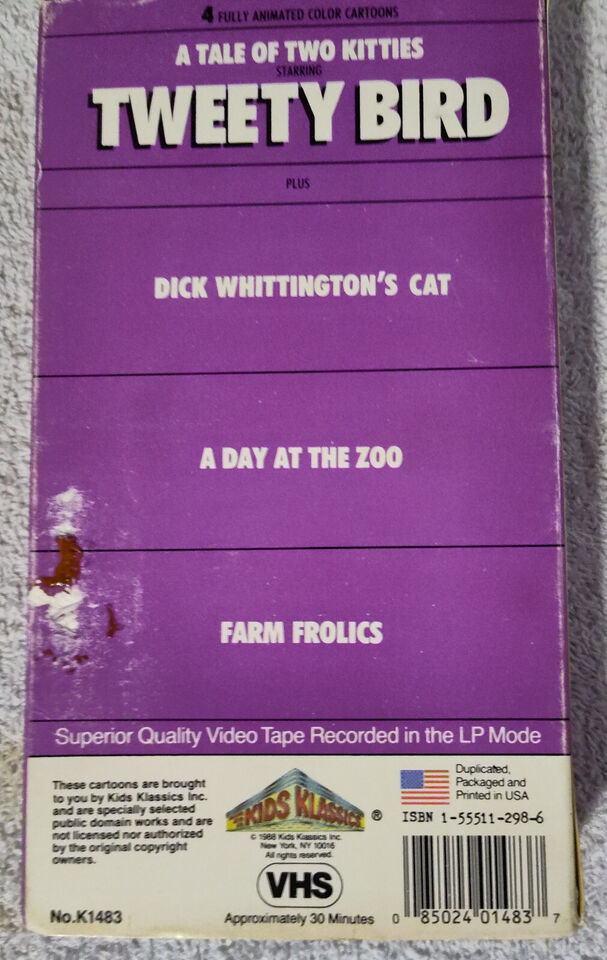 4 FULLY ANIMATED COLOR CARTOONS
A TALE OF TWO KITTIES
STARRING
TWEETY BIRD
PLUS
DICK WHITTINGTON'S CAT
A DAY AT THE ZOO
FARM FROLICS
Superior Quality Video Tape Recorded in the LP Mode
These cartoons are brought
to you by Kids Klassics Inc.
and are specially selected
public domain works and are
not licensed nor authorized
by the original copyright
owners.
No.K1483
KIDS KLASSICS ®
© 1988 Kids Klassics Inc.
New York, NY 10016
All rights reserved.
VHS
Approximately 30 Minutes
Duplicated,
Packaged and
Printed in USA
ISBN 1-55511-298-6
0 85024 01483 7